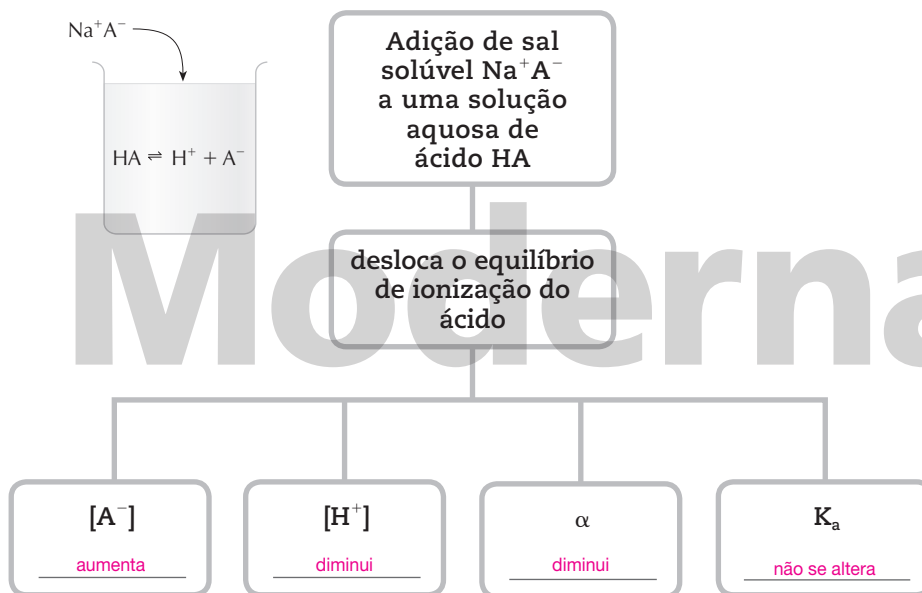 Na⁺A⁻
HA ⇌ H⁺ + A⁻
Adição de sal
solúvel Na⁺A⁻
a uma solução
aquosa de
ácido HA
desloca o equilíbrio
de ionização do
ácido
Moderna
[A⁻]
aumenta
[H⁺]
diminui
α
diminui
Kₐ
não se altera